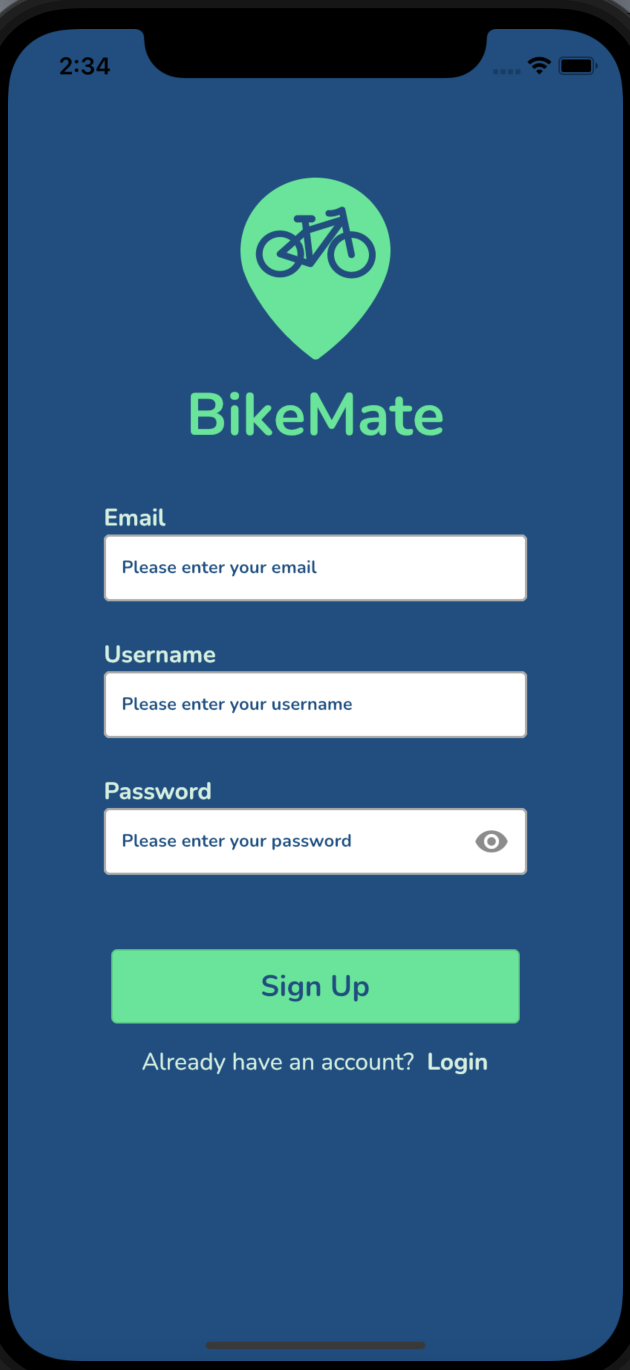 2:34
BikeMate
Email
Please enter your email
Username
Please enter your username
Password
Please enter your password
Sign Up
Already have an account? Login